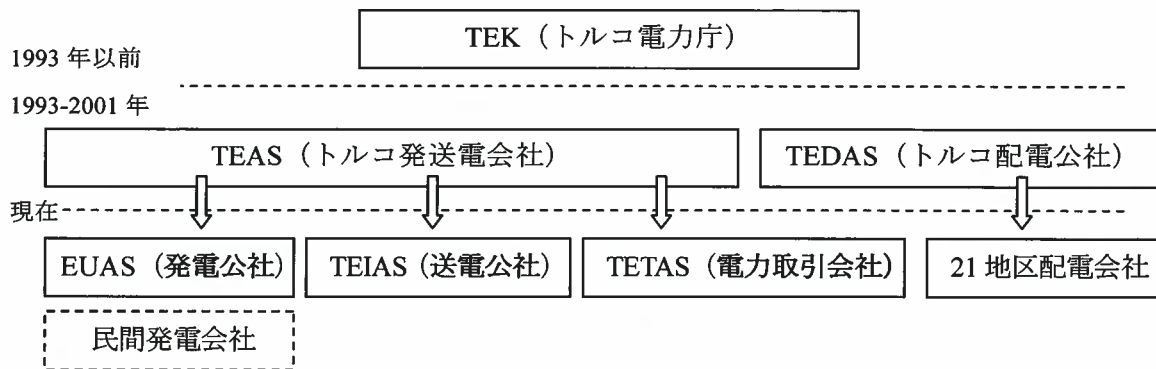 TEK（トルコ電力庁）
1993 年以前
1993-2001 年
TEAS（トルコ発送電会社）
TEDAS（トルコ配電公社）
現在
EUAS（発電公社）
TEIAS（送電公社）
TETAS（電力取引会社）
21 地区配電会社
民間発電会社